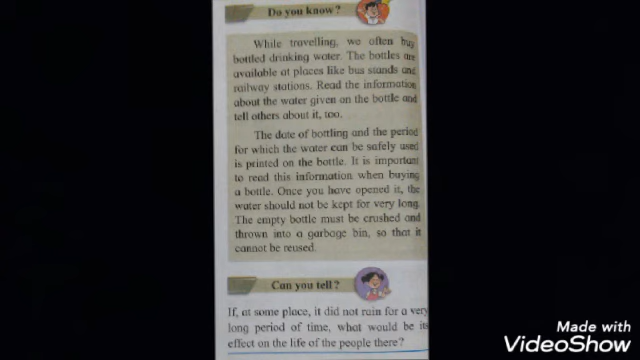 Do you know?
While travelling, we often buy
bottled drinking water. The bottles are
available at places like bus stands and
railway stations. Read the information
about the water given on the bottle and
tell others about it, too.
The date of bottling and the period
for which the water can be safely used
is printed on the bottle. It is important
to read this information when buying
a bottle. Once you have opened it, the
water should not be kept for very long.
The empty bottle must be crushed and
thrown into a garbage bin, so that it
cannot be reused.
Can you tell?
If, at some place, it did not rain for a very
long period of time, what would be its
effect on the life of the people there?
Made with
VideoShow